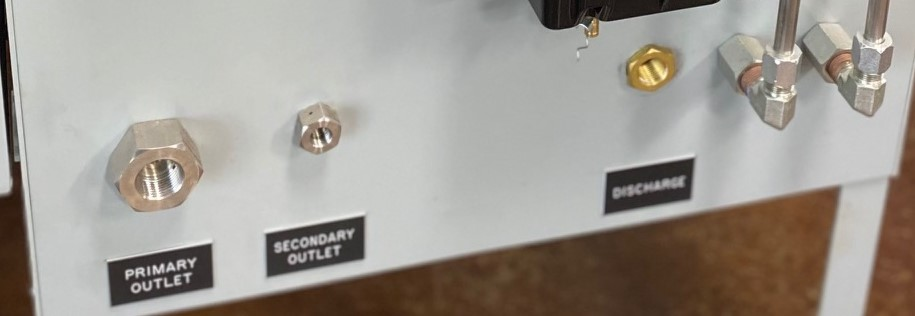 PRIMARY
OUTLET
SECONDARY
OUTLET
DISCHARGE